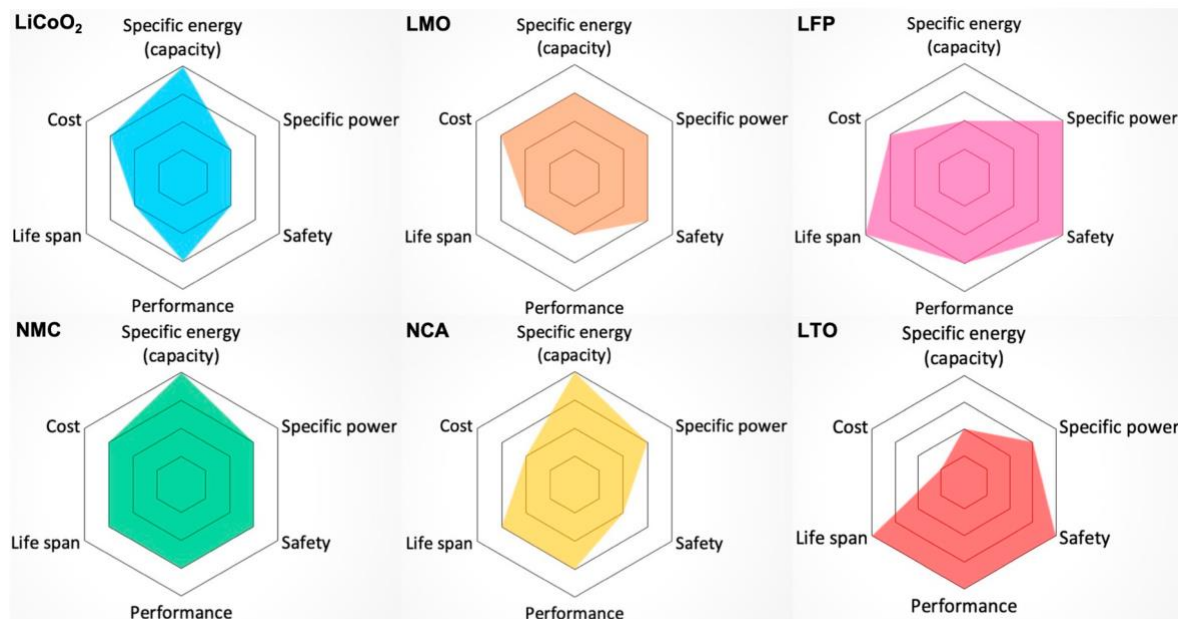 LiCoO₂
Specific energy
(capacity)
Cost
Specific power
Life span
Safety
Performance
LMO
Specific energy
(capacity)
Cost
Specific power
Life span
Safety
Performance
LFP
Specific energy
(capacity)
Cost
Specific power
Life span
Safety
Performance
NMC
Specific energy
(capacity)
Cost
Specific power
Life span
Safety
Performance
NCA
Specific energy
(capacity)
Cost
Specific power
Life span
Safety
Performance
LTO
Specific energy
(capacity)
Cost
Specific power
Life span
Safety
Performance